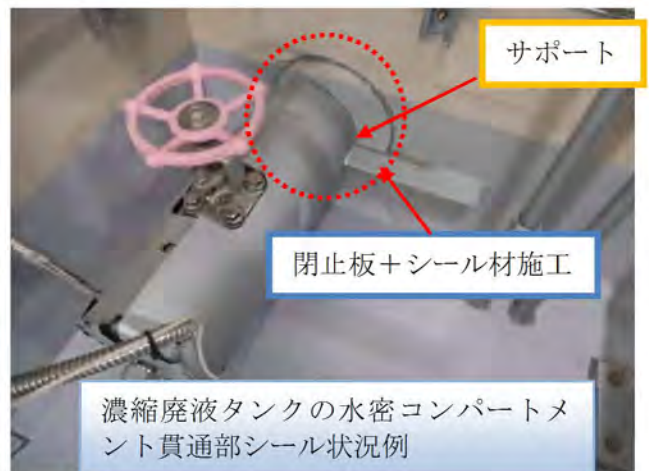 サポート
閉止板＋シール材施工
濃縮廃液タンクの水密コンパートメ
ント貫通部シール状況例